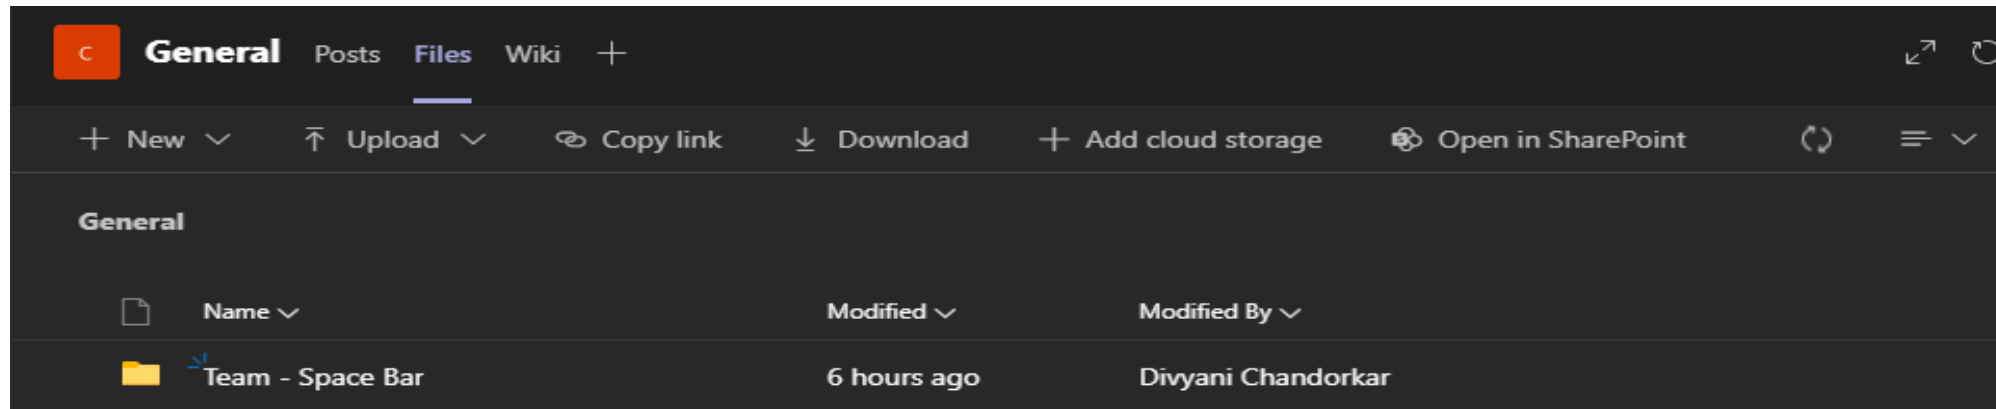 C General Posts Files Wiki
New Upload Copy link Download Add cloud storage Open in SharePoint
General
Name Modified Modified By
Team - Space Bar 6 hours ago Divyani Chandorkar